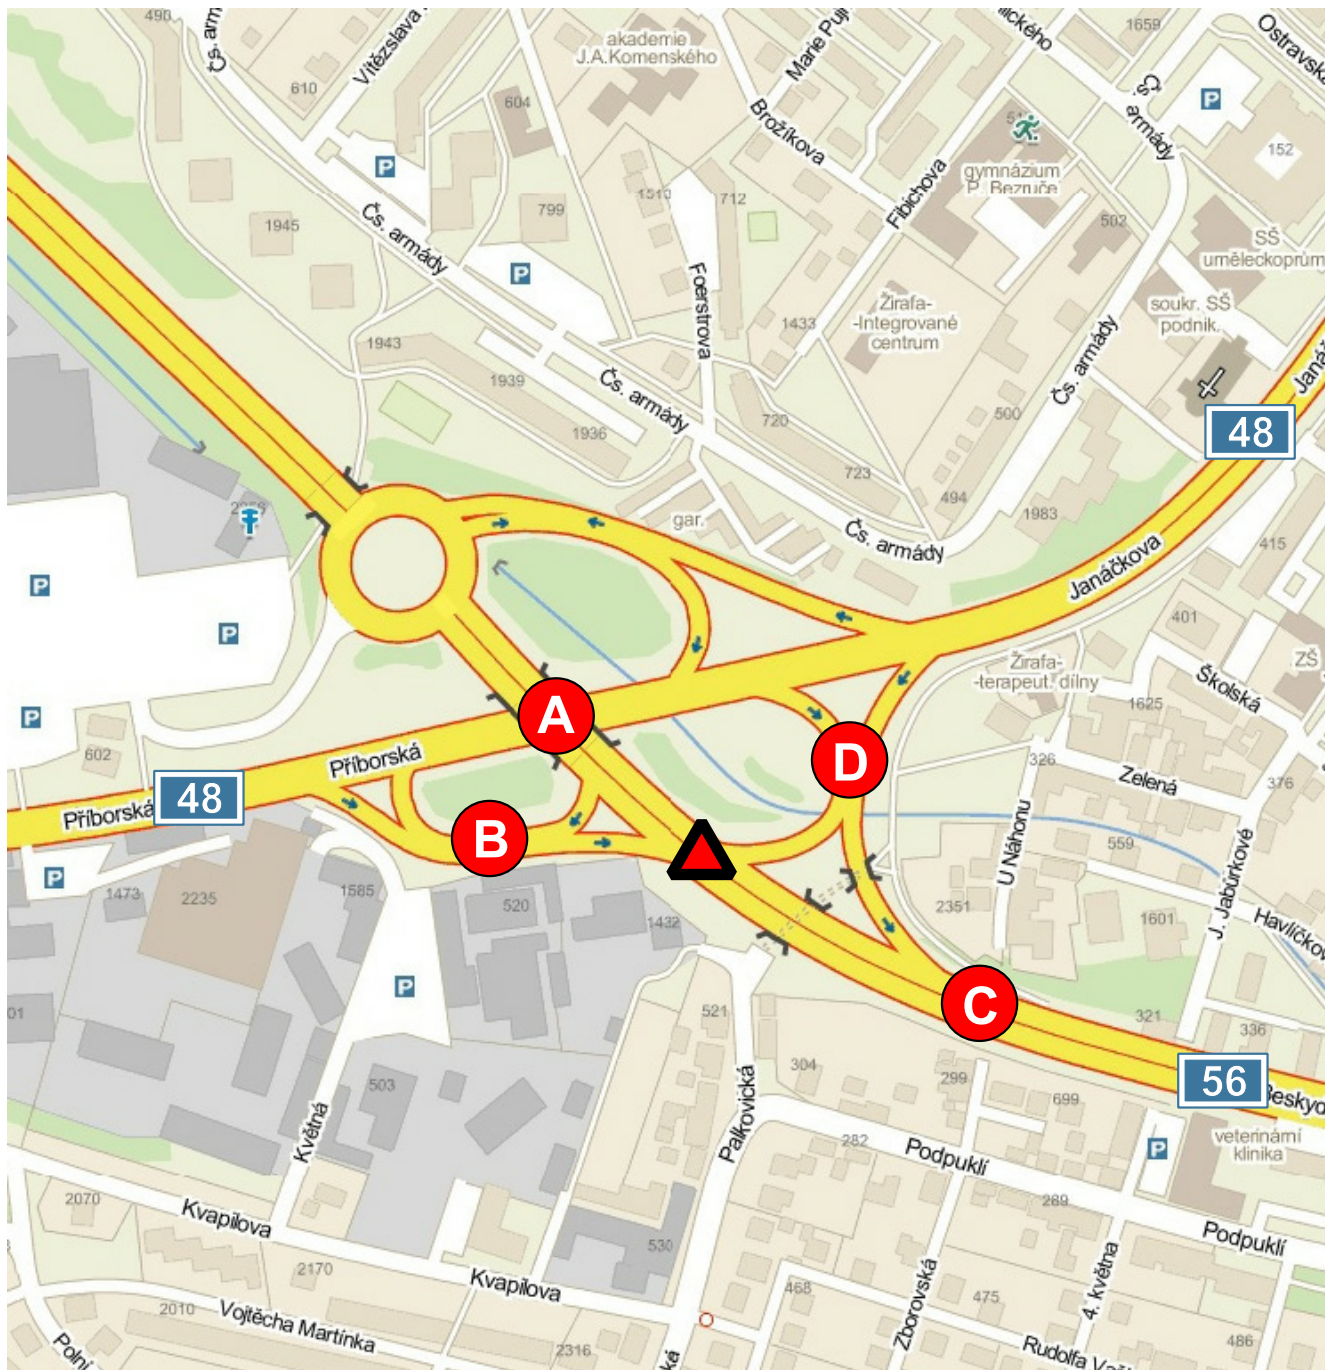 490
Čs. armády
Vítězslava
610
604
akademie
J.A.Komenského
Marie
Brožíkova
1659
Ostravská
Čs. armády
P
152
gymnázium
P. Bezruče
Fibichova
502
SŠ
uměleckoprům
soukr. SŠ
podnik.
P
1945
799
1510
712
Čs. armády
P
Foerstrova
1433
Žirafa-
-Integrované
centrum
1943
1939
1936
Čs. armády
720
723
500
494
Čs. armády
1983
48
gar.
Čs. armády
Janáčkova
415
401
P
P
P
602
Žirafa-
-terapeut. dílny
1625
Školská
ZŠ
Zelená
326
376
A
D
B
C
Příborská
48
Příborská
P
1473
2235
1585
520
1432
U Náhonu
559
J. Jabůrkové
2351
1601
P
521
304
299
321
336
56
699
veterinární
klinika
P
503
Květná
Palkovická
282
Podpuklí
289
Podpuklí
2070
Kvapilova
2170
530
Kvapilova
468
Zborovská
475
4. května
486
2010
Vojtěcha Martínka
2316
Polní
Rudolfa